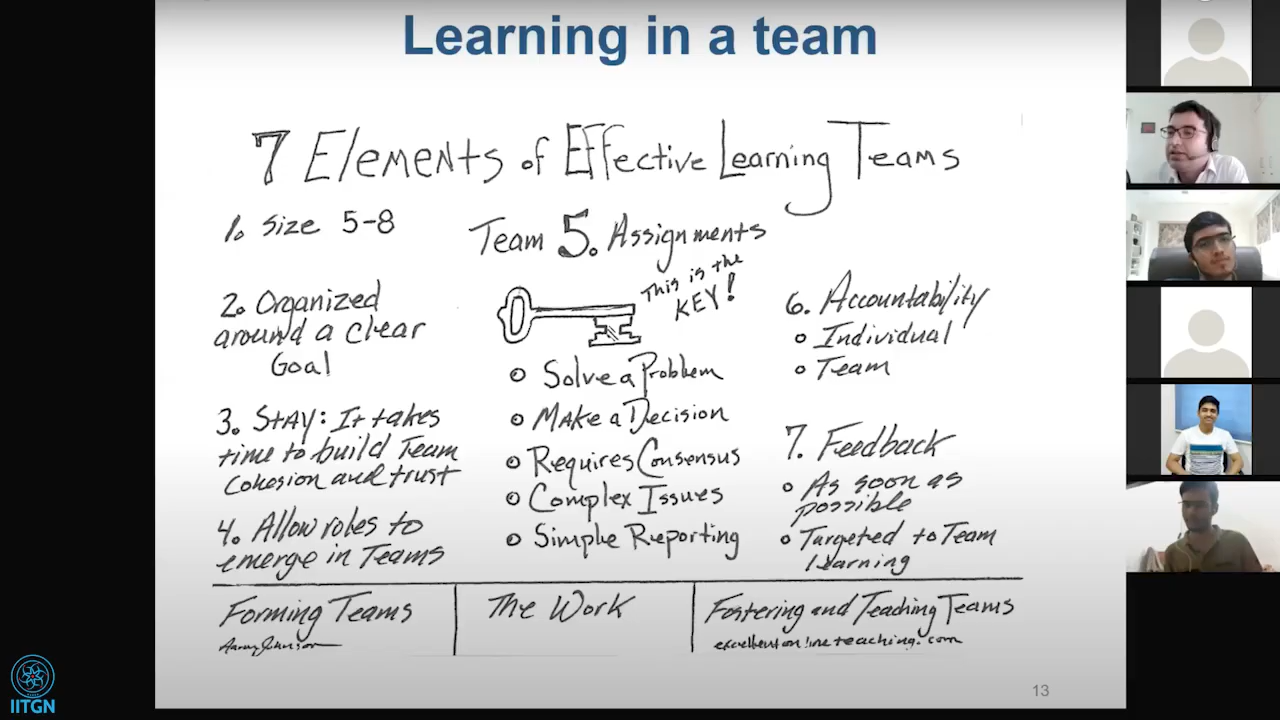 Learning in a team
7 Elements of Effective Learning Teams
1. Size 5-8
2. Organized
around a clear
Goal
3. Stay: It takes
time to build Team
Cohesion and trust
4. Allow roles to
emerge in Teams
Forming Teams
Aaron Johnson
Team 5. Assignments
This is the
KEY!
Solve a Problem
Make a Decision
Requires Consensus
Complex Issues
Simple Reporting
The Work
6. Accountability
Individual
Team
7. Feedback
As soon as
possible
Targeted to Team
learning
Fostering and Teaching Teams
excellentonlineteaching.com
13
IITGN